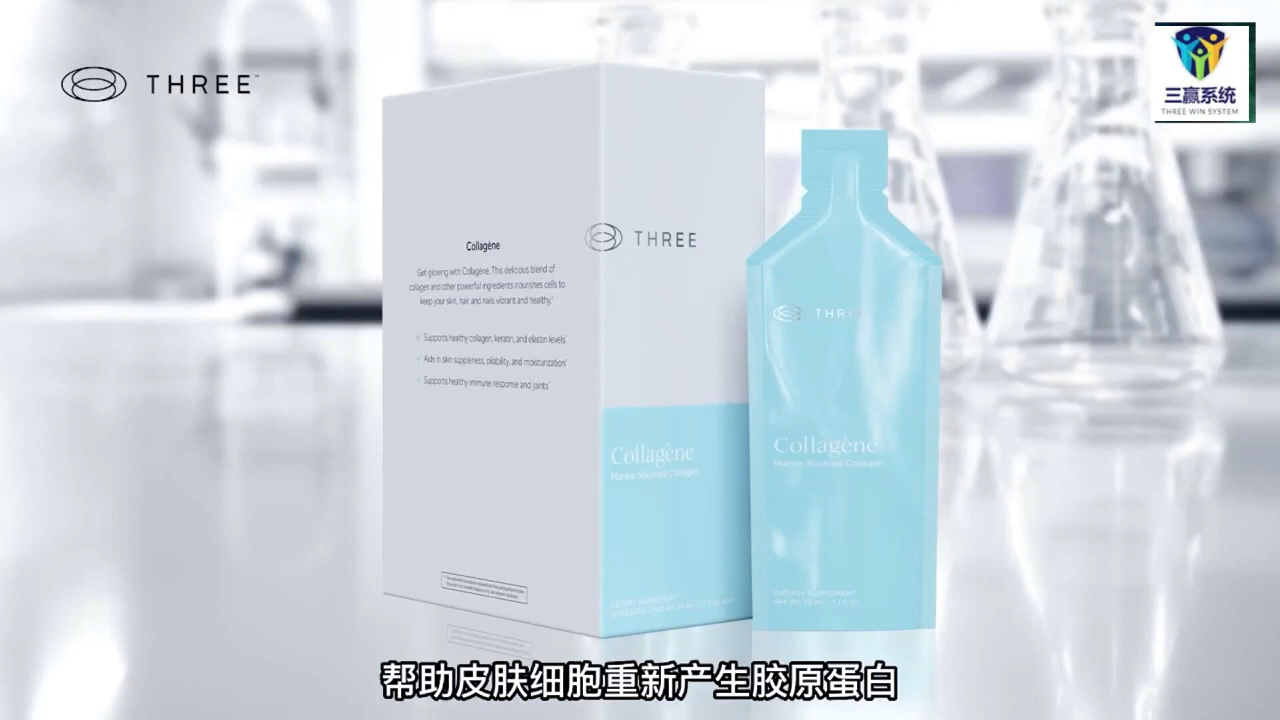 THREE™
三赢系统
THREE WIN SYSTEM
Collagène
Get glowing with Collagène. This delicious blend of
collagen and other powerful ingredients nourishes cells to
keep your skin, hair, and nails vibrant and healthy.*
Supports healthy collagen, keratin, and elastin levels*
Aids in skin suppleness, pliability, and moisturization*
Supports healthy immune response and joints*
THREE
Collagène
Marine Sourced Collagen
DIETARY SUPPLEMENT
THREE
Collagène
Marine Sourced Collagen
DIETARY SUPPLEMENT
帮助皮肤细胞重新产生胶原蛋白